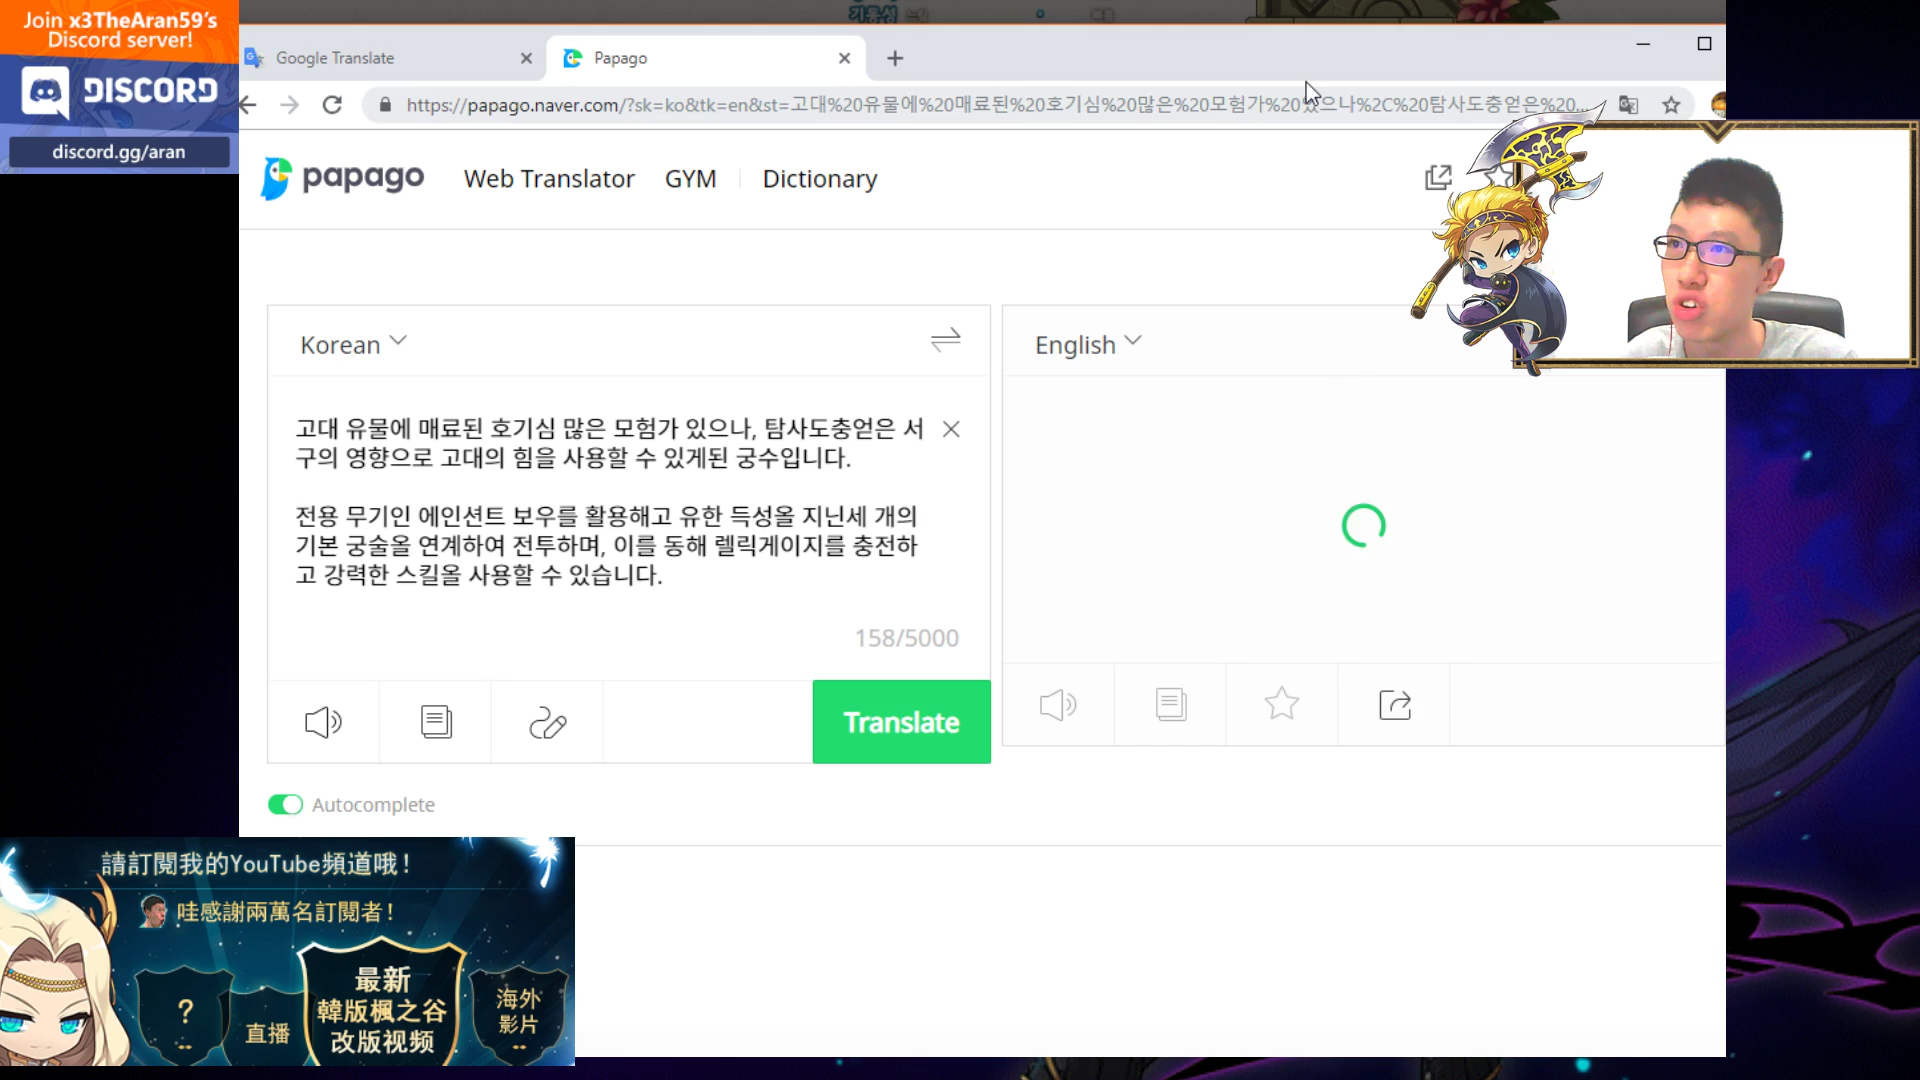 Join x3TheAran59's
Discord server!
DISCORD
discord.gg/aran
Google Translate
Papago
https://papago.naver.com/?sk=ko&tk=en&st=고대%20유물에%20매료된%20호기심%20많은%20모험가%20있으나%2C%20탐사도충얻은%20...
papago
Web Translator
GYM
Dictionary
Korean
English
고대 유물에 매료된 호기심 많은 모험가 있으나, 탐사도충얻은 서
구의 영향으로 고대의 힘을 사용할 수 있게된 궁수입니다.
전용 무기인 에인션트 보우를 활용해고 유한 득성올 지닌세 개의
기본 궁술올 연계하여 전투하며, 이를 동해 렐릭게이지를 충전하
고 강력한 스킬올 사용할 수 있습니다.
158/5000
Translate
Autocomplete
請訂閱我的YouTube頻道哦！
哇感謝兩萬名訂閱者！
?
--
直播
最新
韓版楓之谷
改版视频
海外
影片
--